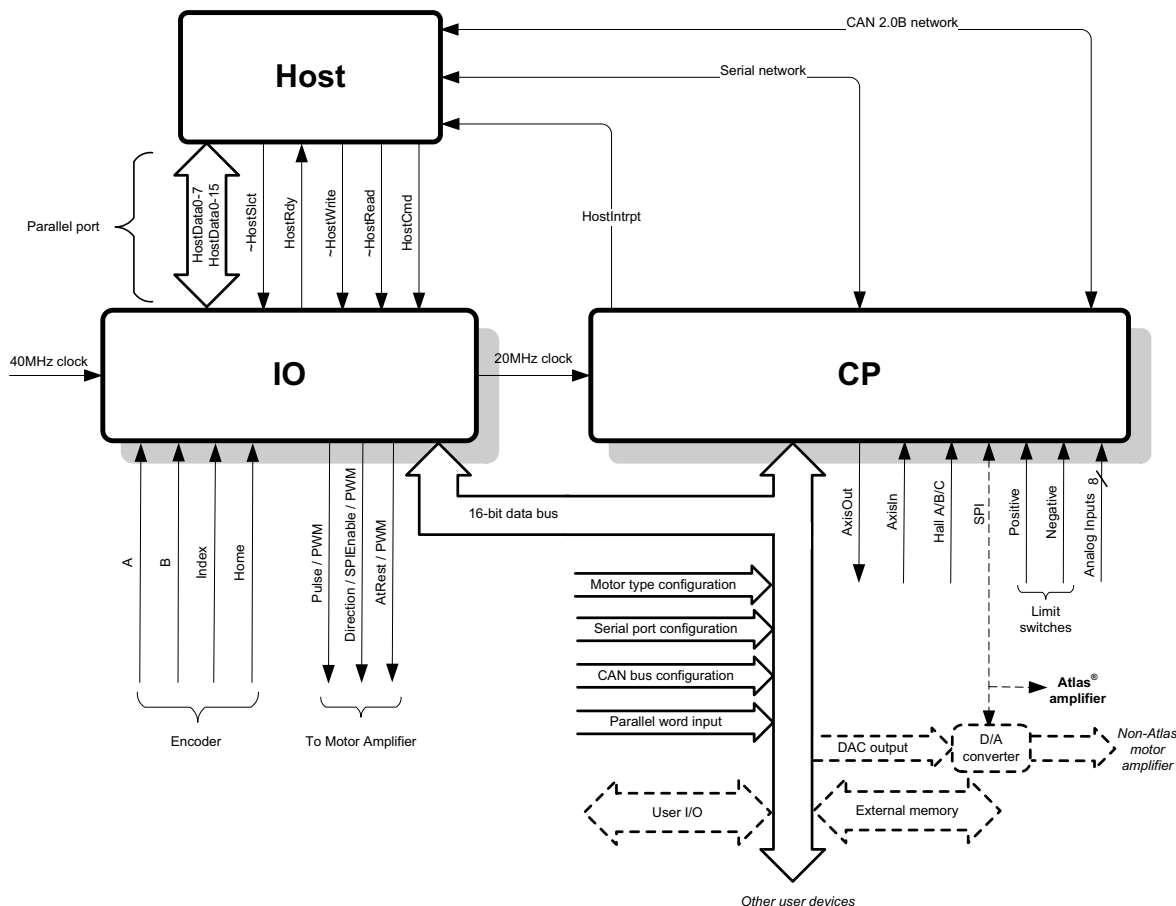 CAN 2.0B network
Host
Serial network
Parallel port
HostData0-7
HostData0-15
~HostSlct
HostRdy
~HostWrite
~HostRead
HostCmd
HostIntrpt
40MHz clock
IO
20MHz clock
CP
16-bit data bus
A
B
Index
Home
Pulse / PWM
Direction / SPIEnable / PWM
AtRest / PWM
AxisOut
AxisIn
Hall A/B/C
SPI
Positive
Negative
Analog Inputs 8
Encoder
To Motor Amplifier
Limit
switches
Motor type configuration
Serial port configuration
CAN bus configuration
Parallel word input
Atlas®
amplifier
DAC output
D/A
converter
Non-Atlas
motor
amplifier
User I/O
External memory
Other user devices